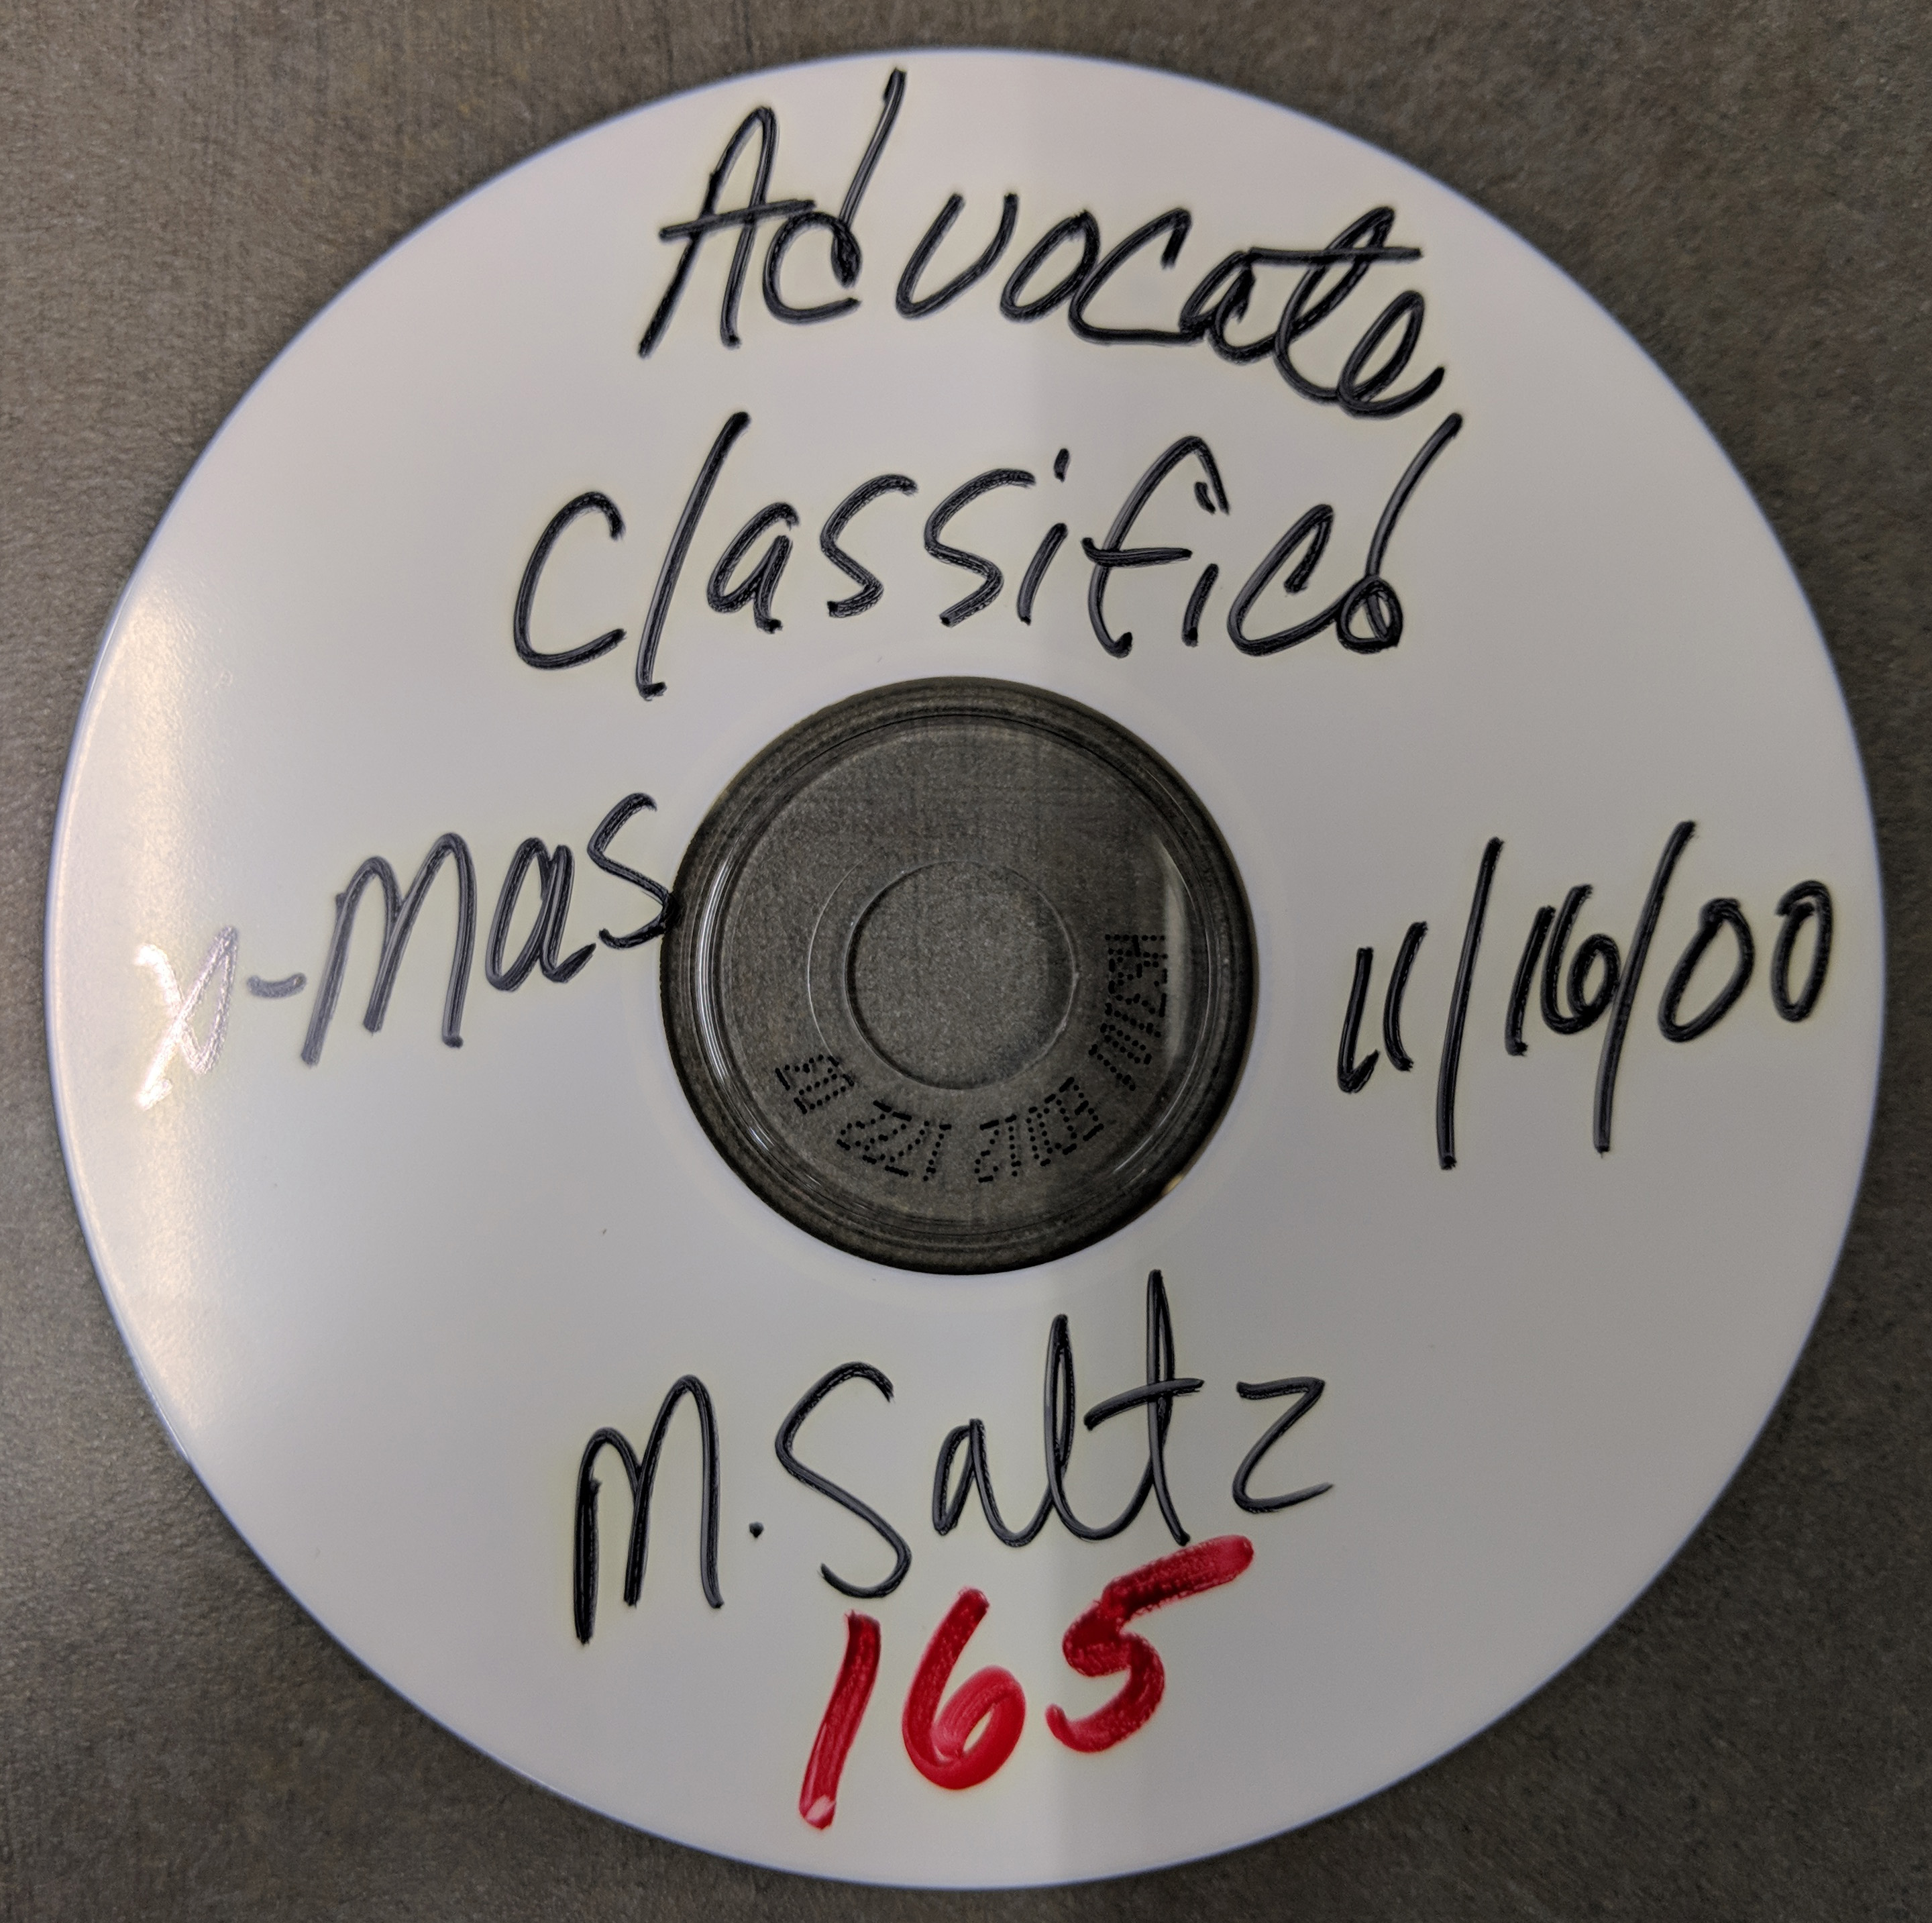 Advocate
Classified
X-Mas
11/16/00
M. Saltz
165